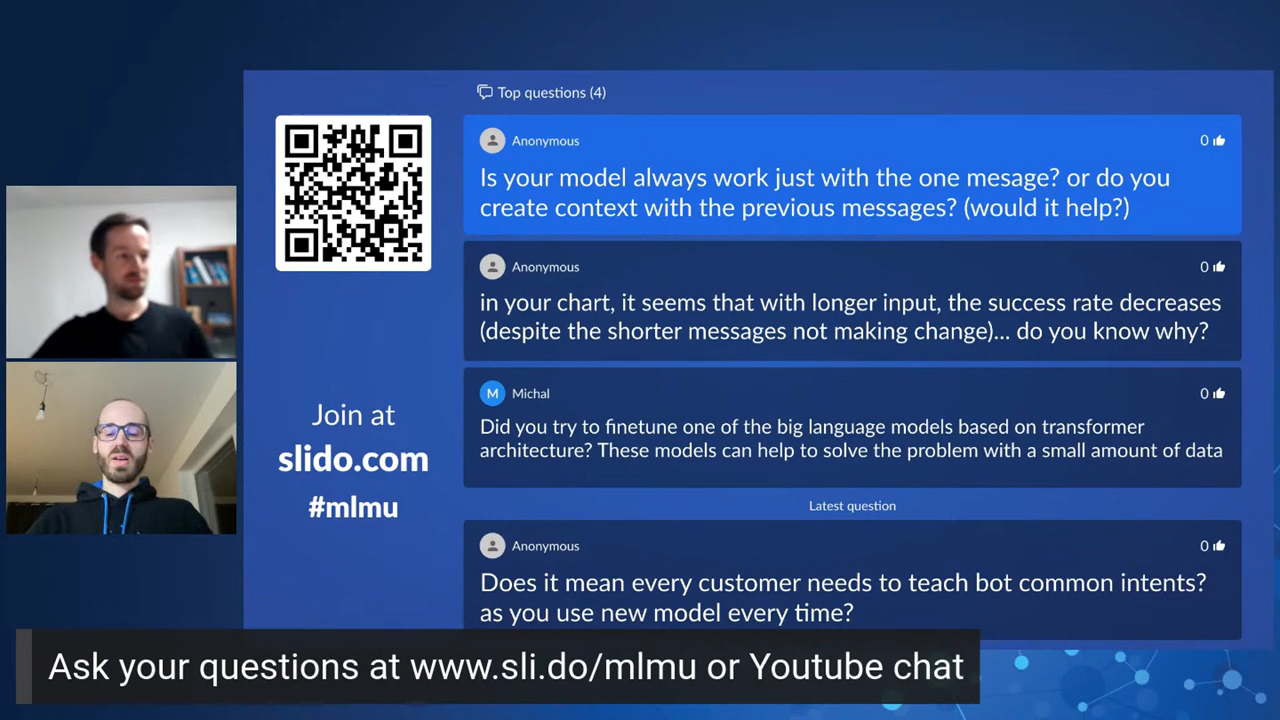 Top questions (4)
Anonymous
0
Is your model always work just with the one mesage? or do you
create context with the previous messages? (would it help?)
Anonymous
0
in your chart, it seems that with longer input, the success rate decreases
(despite the shorter messages not making change)... do you know why?
M
Michal
0
Did you try to finetune one of the big language models based on transformer
architecture? These models can help to solve the problem with a small amount of data
Join at
slido.com
#mlmu
Latest question
Anonymous
0
Does it mean every customer needs to teach bot common intents?
as you use new model every time?
Ask your questions at www.sli.do/mlmu or Youtube chat